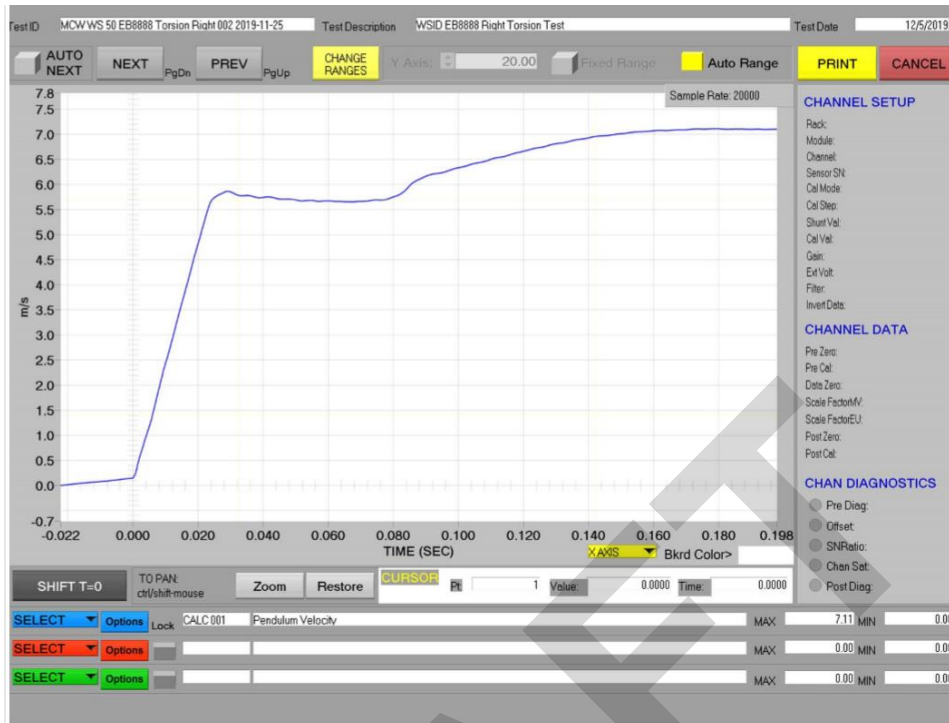 Test ID MCW WS 50 EB8888 Torsion Right 002 2019-11-25 Test Description WSID EB8888 Right Torsion Test Test Date 12/5/2019
AUTO NEXT NEXT PgDn PREV PgUp CHANGE RANGES Y Axis: 20.00 Fixed Range Auto Range PRINT CANCEL
Sample Rate: 20000
7.8
7.5
7.0
6.5
6.0
5.5
5.0
4.5
4.0
3.5
3.0
2.5
2.0
1.5
1.0
0.5
0.0
-0.7
m/s
-0.022 0.000 0.020 0.040 0.060 0.080 0.100 0.120 0.140 0.160 0.180 0.198
TIME (SEC)
X AXIS Bkrd Color>
CHANNEL SETUP
Rack:
Module:
Channel:
Sensor SN:
Cal Mode:
Cal Step:
Shunt Val:
Cal Val:
Gain:
Ext Volt:
Filter:
Invert Data:
CHANNEL DATA
Pre Zero:
Pre Cal:
Data Zero:
Scale FactorMV:
Scale FactorEU:
Post Zero:
Post Cal:
CHAN DIAGNOSTICS
Pre Diag:
Offset:
SNRatio:
Chan Sat:
Post Diag:
SHIFT T=0 TO PAN: ctrl/shift-mouse Zoom Restore CURSOR Pt: 1 Value: 0.0000 Time: 0.0000
SELECT Options Lock CALC 001 Pendulum Velocity MAX 7.11 MIN
SELECT Options MAX 0.00 MIN
SELECT Options MAX 0.00 MIN